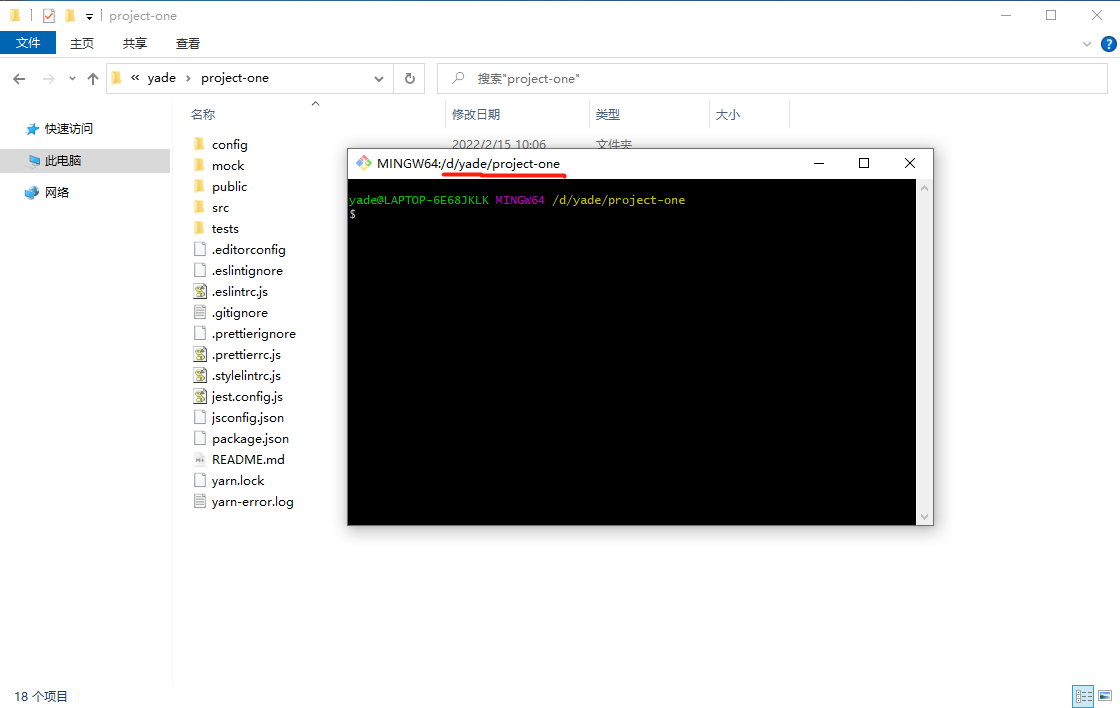 project-one
文件 主页 共享 查看
« yade › project-one
搜索"project-one"
名称 修改日期 类型 大小
快速访问
此电脑
网络
config 2022/2/15 10:06 文件夹
mock
public
src
tests
.editorconfig
.eslintignore
.eslintrc.js
.gitignore
.prettierignore
.prettierrc.js
.stylelintrc.js
jest.config.js
jsconfig.json
package.json
README.md
yarn.lock
yarn-error.log
MINGW64:/d/yade/project-one
yade@LAPTOP-6E68JKLK MINGW64 /d/yade/project-one
$
18 个项目